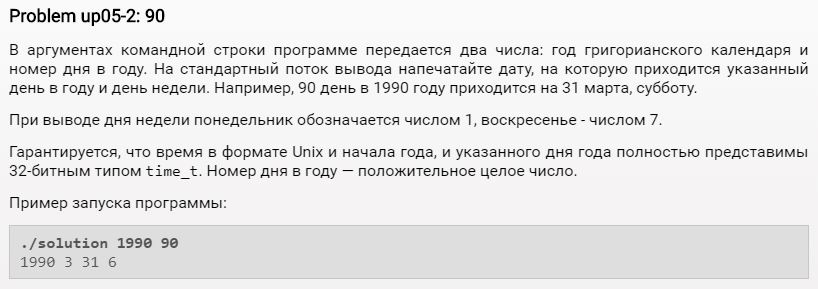 Problem up05-2: 90
В аргументах командной строки программе передается два числа: год григорианского календаря и
номер дня в году. На стандартный поток вывода напечатайте дату, на которую приходится указанный
день в году и день недели. Например, 90 день в 1990 году приходится на 31 марта, субботу.
При выводе дня недели понедельник обозначается числом 1, воскресенье - числом 7.
Гарантируется, что время в формате Unix и начала года, и указанного дня года полностью представимы
32-битным типом time_t. Номер дня в году — положительное целое число.
Пример запуска программы:
./solution 1990 90
1990 3 31 6